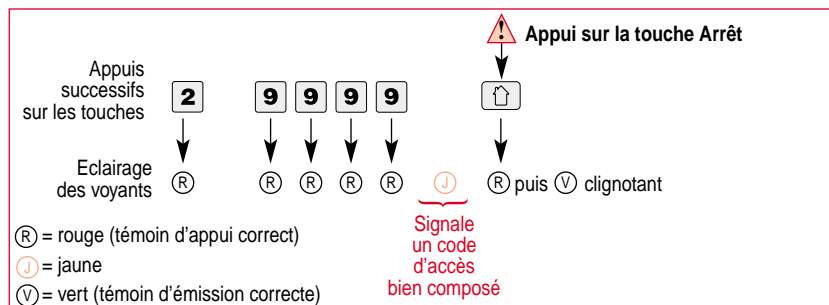 ! Appui sur la touche Arrêt
Appuis
successifs
sur les touches
2 9 9 9 9
Eclairage
des voyants
R R R R R J R puis V clignotant
Signale
un code
d'accès
bien composé
R = rouge (témoin d'appui correct)
J = jaune
V = vert (témoin d'émission correcte)